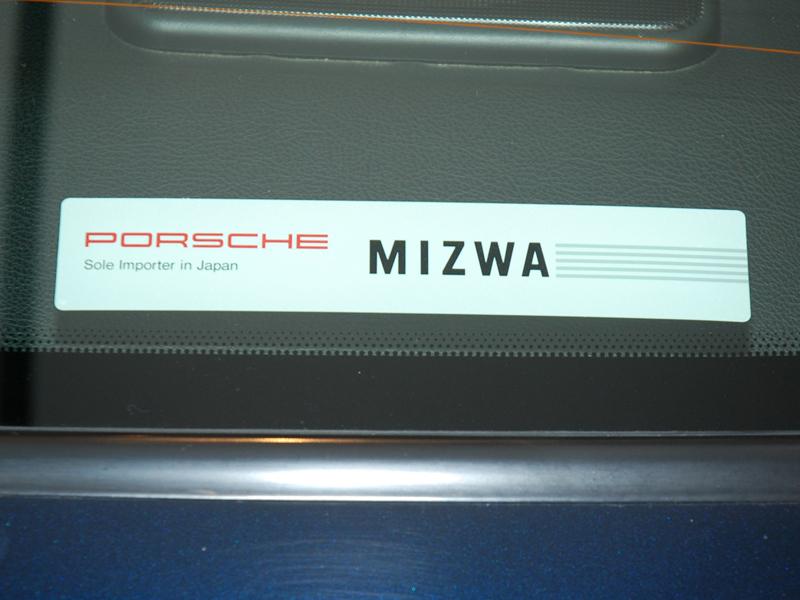 PORSCHE
Sole Importer in Japan
MIZWA